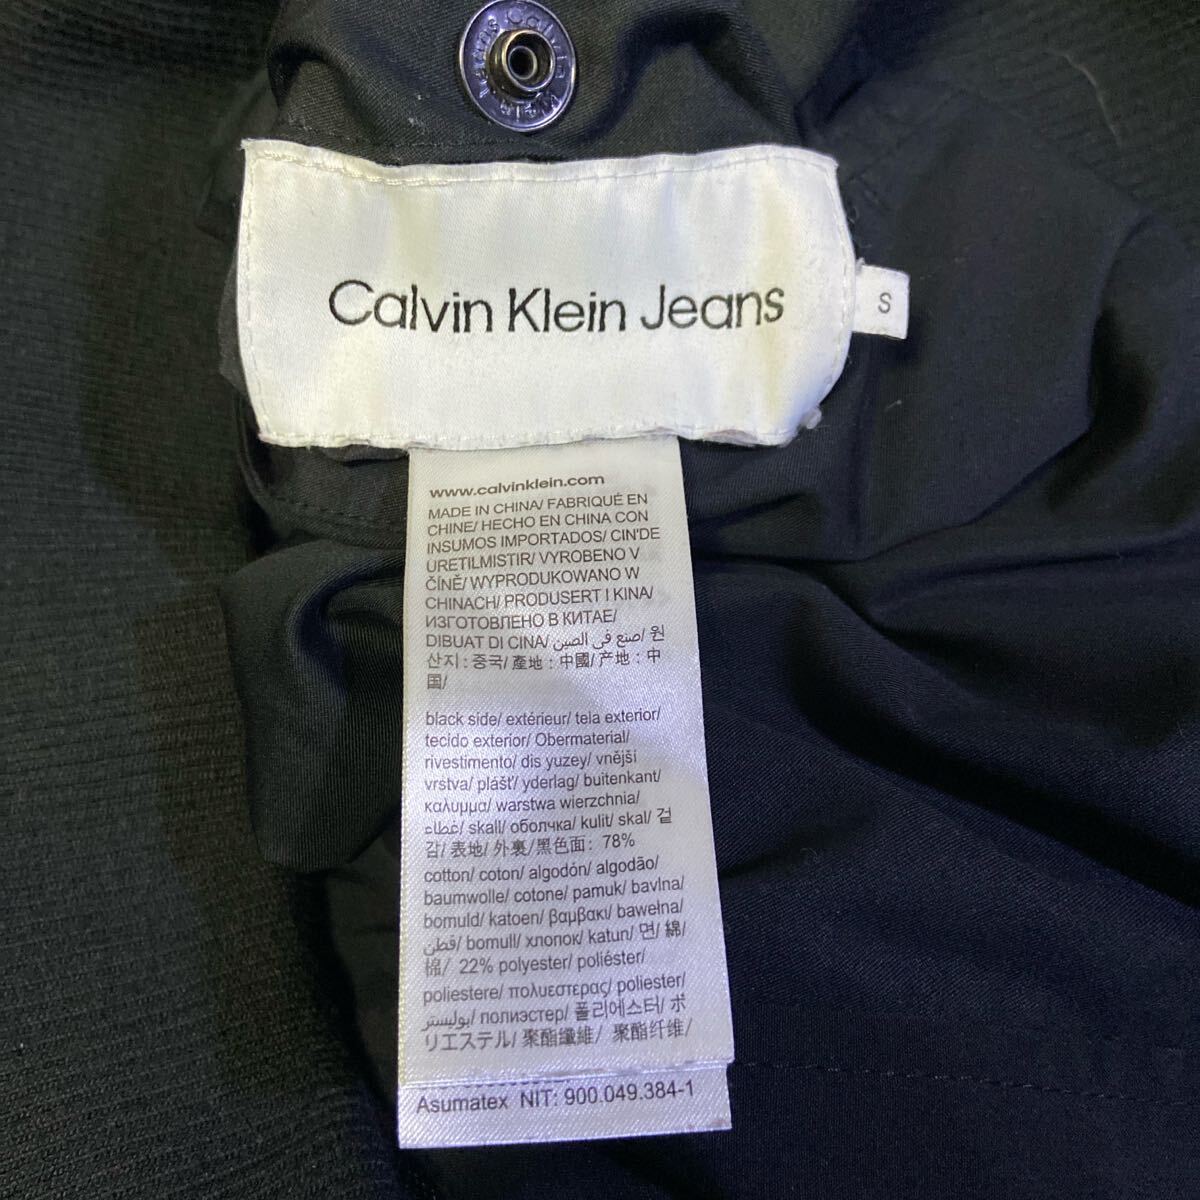 Calvin Klein Jeans
Calvin Klein Jeans
S
www.calvinklein.com
MADE IN CHINA/ FABRIQUÉ EN
CHINE/ HECHO EN CHINA CON
INSUMOS IMPORTADOS/ CIN'DE
ÜRETILMISTIR/ VYROBENO V
ČÍNĚ/ WYPRODUKOWANO W
CHINACH/ PRODUSERT I KINA/
ИЗГОТОВЛЕНО В КИТАЕ/
DIBUAT DI CINA/ صنع في الصين/ 원
산지 : 중국/ 產地 : 中國/ 产地 : 中
国/
black side/ extérieur/ tela exterior/
tecido exterior/ Obermaterial/
rivestimento/ dis yuzey/ vnější
vrstva/ plášť/ yderlag/ buitenkant/
καλυμμα/ warstwa wierzchnia/
غطاء/ skall/ оболчка/ kulit/ skal/ 겉
감/ 表地/ 外裏/ 黑色面 : 78%
cotton/ coton/ algodón/ algodão/
baumwolle/ cotone/ pamuk/ bavlna/
bomuld/ katoen/ βαμβακι/ bawełna/
قطن/ bomull/ хлопок/ katun/ 면/ 綿/
棉/ 22% polyester/ poliéster/
poliestere/ πολυεστερας/ poliester/
بوليستر/ полиэстер/ 폴리에스터/ ポ
リエステル/ 聚酯纖維/ 聚酯纤维/
Asumatex NIT: 900.049.384-1